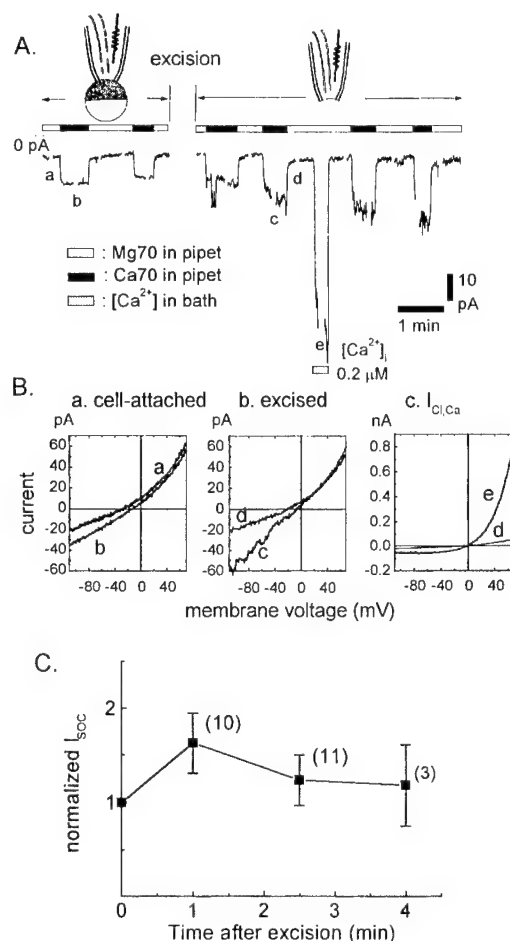 A.
excision
0 pA
a
b
c
d
e
: Mg70 in pipet
: Ca70 in pipet
: [Ca²⁺] in bath
10
pA
1 min
[Ca²⁺]ᵢ
0.2 μM
B. a. cell-attached b. excised c. I_Cl,Ca
pA pA nA
60
40
20
0
-20
-40
-60
60
40
20
0
-20
-40
-60
0.8
0.6
0.4
0.2
0.0
-0.2
current
a
b
d
c
e
d
-80 -40 0 40 -80 -40 0 40 -80 -40 0 40
membrane voltage (mV)
C.
normalized I_SOC
2
1
(10)
(11)
(3)
0 1 2 3 4
Time after excision (min)